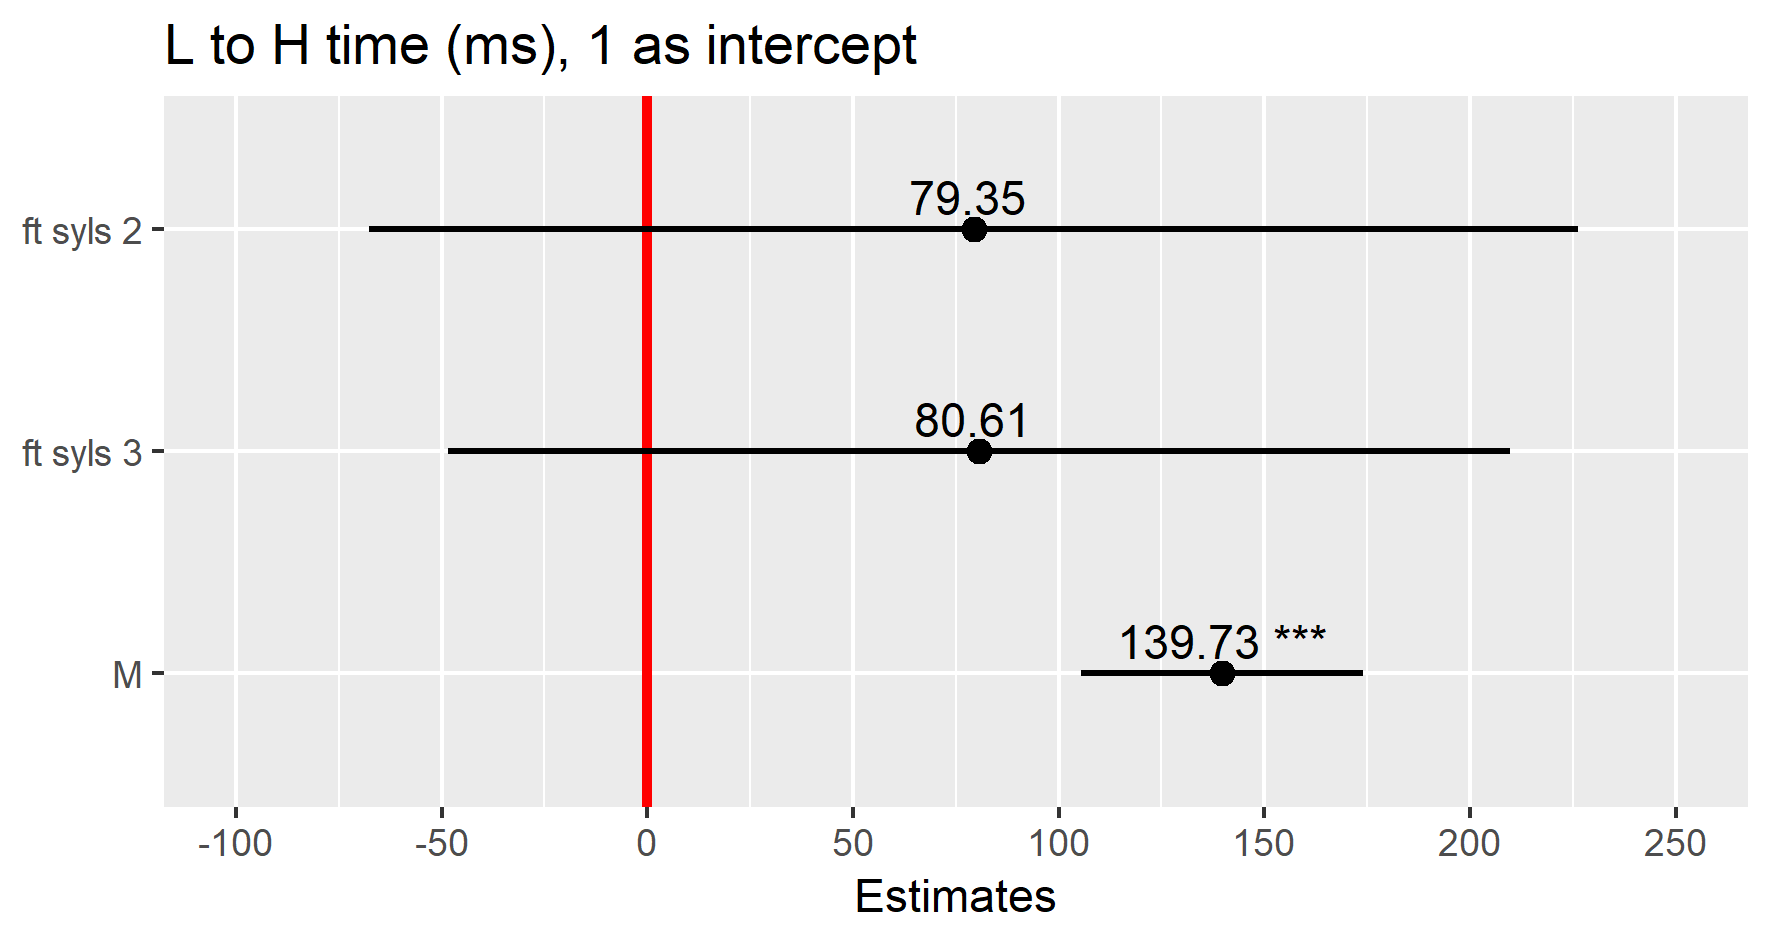 L to H time (ms), 1 as intercept
79.35
ft syls 2
80.61
ft syls 3
139.73 ***
M
-100 -50 0 50 100 150 200 250
Estimates